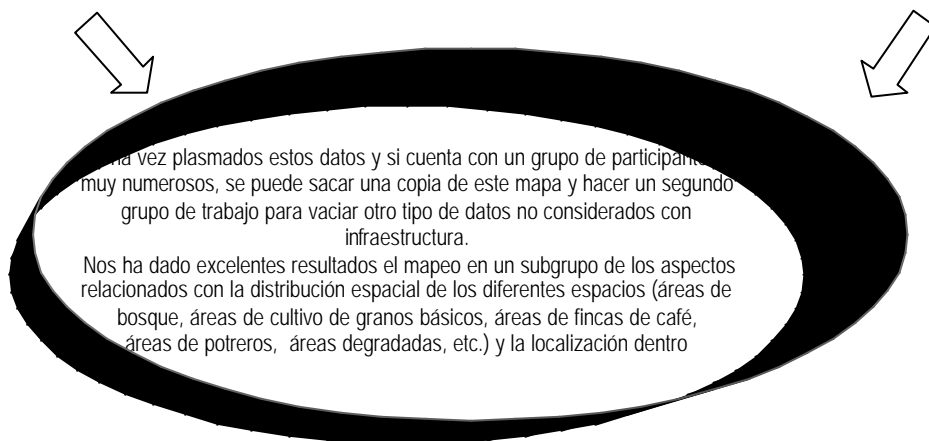 vez plasmados estos datos y si cuenta con un grupo de
muy numerosos, se puede sacar una copia de este mapa y hacer un segundo
grupo de trabajo para vaciar otro tipo de datos no considerados con
infraestructura.
Nos ha dado excelentes resultados el mapeo en un subgrupo de los aspectos
relacionados con la distribución espacial de los diferentes espacios (áreas de
bosque, áreas de cultivo de granos básicos, áreas de fincas de café,
áreas de potreros, áreas degradadas, etc.) y la localización dentro